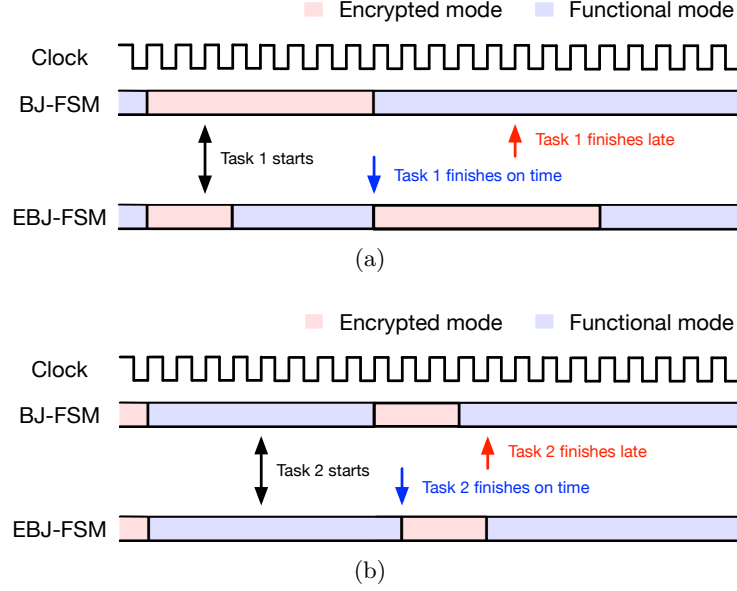 Encrypted mode Functional mode
Clock
BJ-FSM
Task 1 finishes late
Task 1 starts
Task 1 finishes on time
EBJ-FSM
(a)
Encrypted mode Functional mode
Clock
BJ-FSM
Task 2 finishes late
Task 2 starts
Task 2 finishes on time
EBJ-FSM
(b)